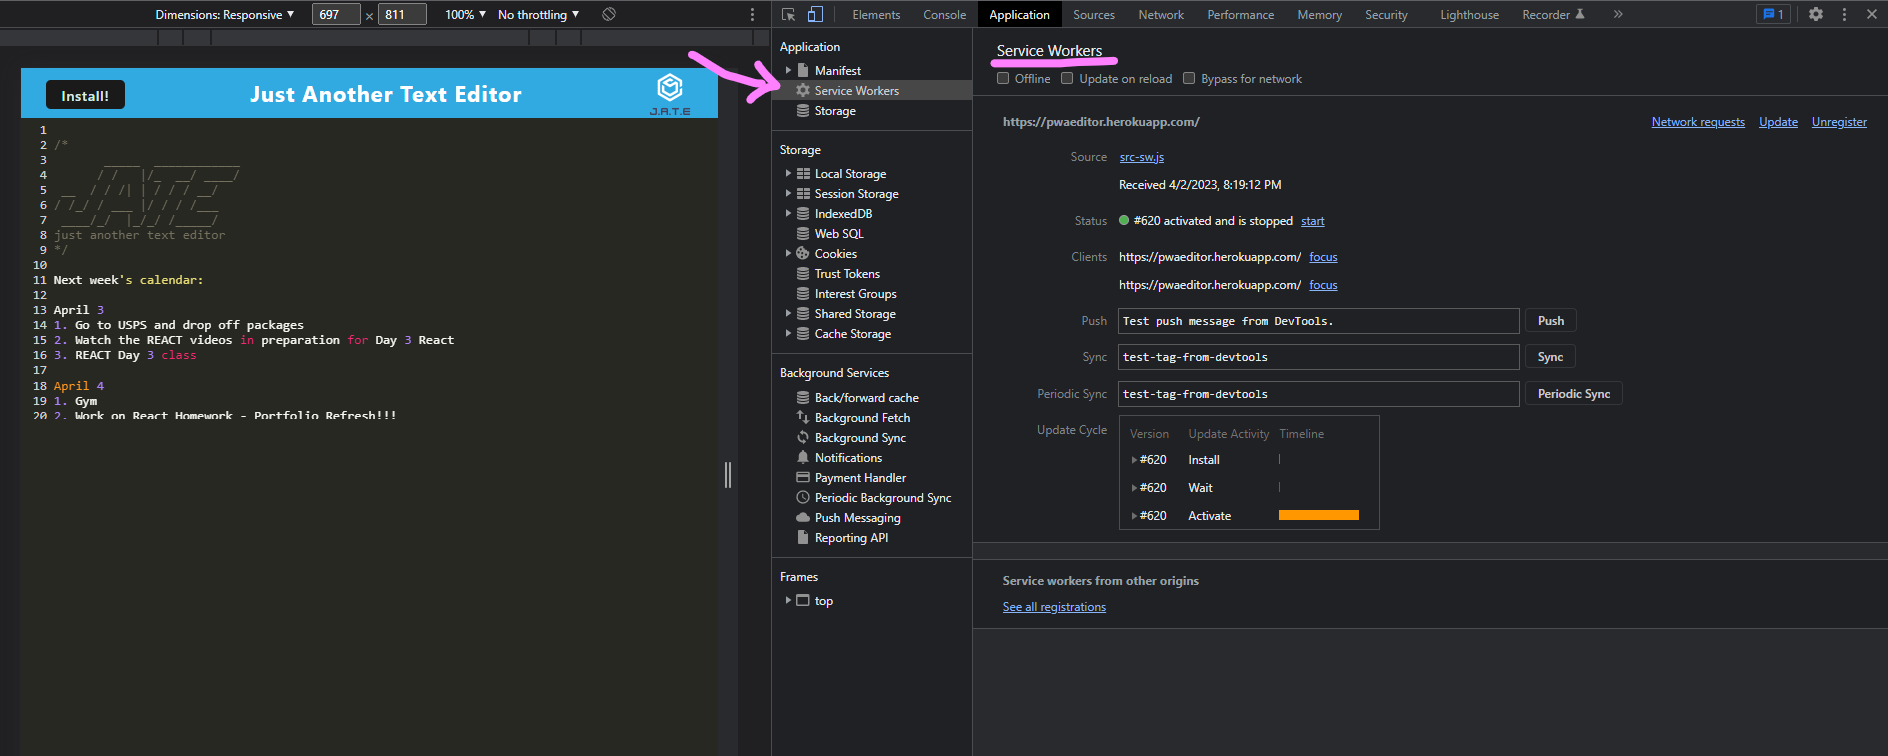 Dimensions: Responsive ▼ 697 × 811 100% ▼ No throttling ▼
Elements Console Application Sources Network Performance Memory Security Lighthouse Recorder » 1
Install!
Just Another Text Editor
J.A.T.E
1
2 /*
3 _____ ____________
4 / / |/_ __/ ____/
5 __ / / /| | / / / __/
6 / /_/ / ___ |/ / / /___
7 ____/_/ |_/_/ /_____/
8 just another text editor
9 */
10
11 Next week's calendar:
12
13 April 3
14 1. Go to USPS and drop off packages
15 2. Watch the REACT videos in preparation for Day 3 React
16 3. REACT Day 3 class
17
18 April 4
19 1. Gym
20 2. Work on React Homework - Portfolio Refresh!!!
Application
Manifest
Service Workers
Storage
Storage
Local Storage
Session Storage
IndexedDB
Web SQL
Cookies
Trust Tokens
Interest Groups
Shared Storage
Cache Storage
Background Services
Back/forward cache
Background Fetch
Background Sync
Notifications
Payment Handler
Periodic Background Sync
Push Messaging
Reporting API
Frames
top
Service Workers
Offline Update on reload Bypass for network
https://pwaeditor.herokuapp.com/ Network requests Update Unregister
Source src-sw.js
Received 4/2/2023, 8:19:12 PM
Status #620 activated and is stopped start
Clients https://pwaeditor.herokuapp.com/ focus
https://pwaeditor.herokuapp.com/ focus
Push Test push message from DevTools. Push
Sync test-tag-from-devtools Sync
Periodic Sync test-tag-from-devtools Periodic Sync
Update Cycle Version Update Activity Timeline
#620 Install
#620 Wait
#620 Activate
Service workers from other origins
See all registrations